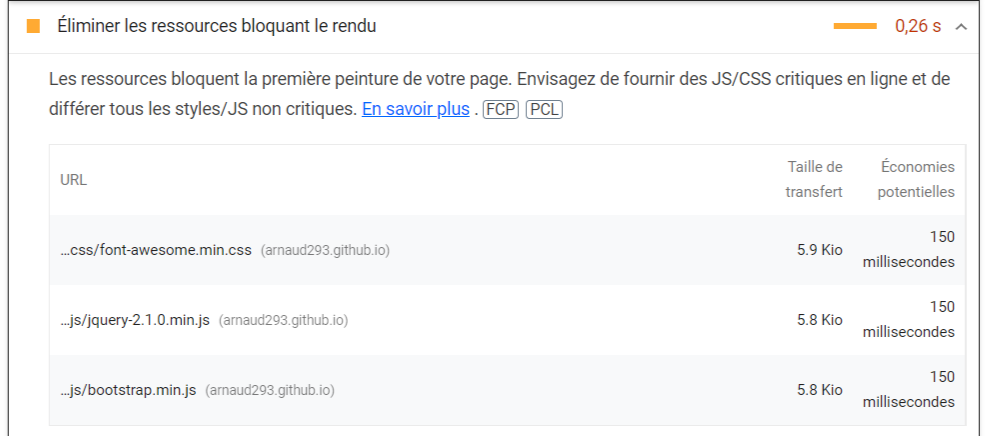 Éliminer les ressources bloquant le rendu 0,26 s
Les ressources bloquent la première peinture de votre page. Envisagez de fournir des JS/CSS critiques en ligne et de
différer tous les styles/JS non critiques. En savoir plus . FCP PCL
URL Taille de transfert Économies potentielles
...css/font-awesome.min.css (arnaud293.github.io) 5.9 Kio 150 millisecondes
...js/jquery-2.1.0.min.js (arnaud293.github.io) 5.8 Kio 150 millisecondes
...js/bootstrap.min.js (arnaud293.github.io) 5.8 Kio 150 millisecondes